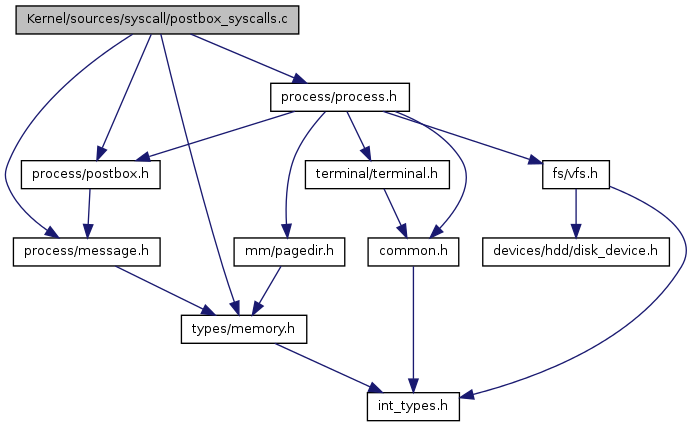 Kernel/sources/syscall/postbox_syscalls.c
process/process.h
process/postbox.h
terminal/terminal.h
fs/vfs.h
process/message.h
mm/pagedir.h
common.h
devices/hdd/disk_device.h
types/memory.h
int_types.h